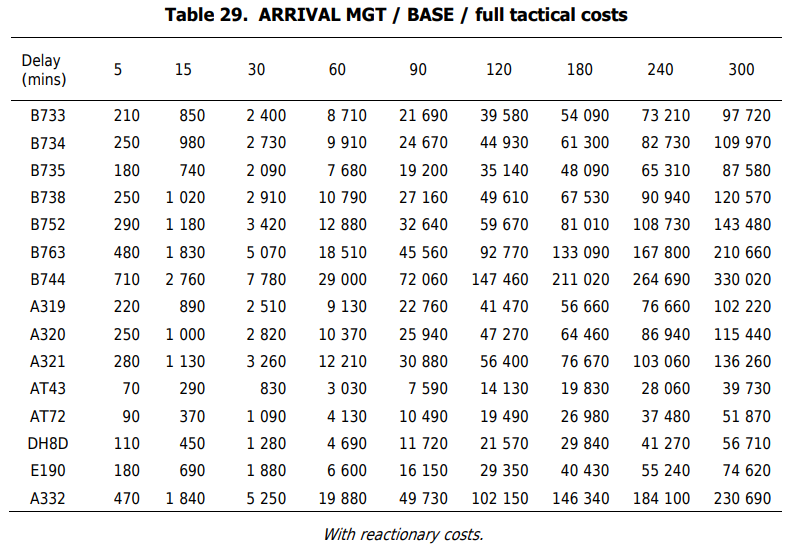 Table 29. ARRIVAL MGT / BASE / full tactical costs
Delay (mins) 5 15 30 60 90 120 180 240 300
B733 210 850 2 400 8 710 21 690 39 580 54 090 73 210 97 720
B734 250 980 2 730 9 910 24 670 44 930 61 300 82 730 109 970
B735 180 740 2 090 7 680 19 200 35 140 48 090 65 310 87 580
B738 250 1 020 2 910 10 790 27 160 49 610 67 530 90 940 120 570
B752 290 1 180 3 420 12 880 32 640 59 670 81 010 108 730 143 480
B763 480 1 830 5 070 18 510 45 560 92 770 133 090 167 800 210 660
B744 710 2 760 7 780 29 000 72 060 147 460 211 020 264 690 330 020
A319 220 890 2 510 9 130 22 760 41 470 56 660 76 660 102 220
A320 250 1 000 2 820 10 370 25 940 47 270 64 460 86 940 115 440
A321 280 1 130 3 260 12 210 30 880 56 400 76 670 103 060 136 260
AT43 70 290 830 3 030 7 590 14 130 19 830 28 060 39 730
AT72 90 370 1 090 4 130 10 490 19 490 26 980 37 480 51 870
DH8D 110 450 1 280 4 690 11 720 21 570 29 840 41 270 56 710
E190 180 690 1 880 6 600 16 150 29 350 40 430 55 240 74 620
A332 470 1 840 5 250 19 880 49 730 102 150 146 340 184 100 230 690
With reactionary costs.